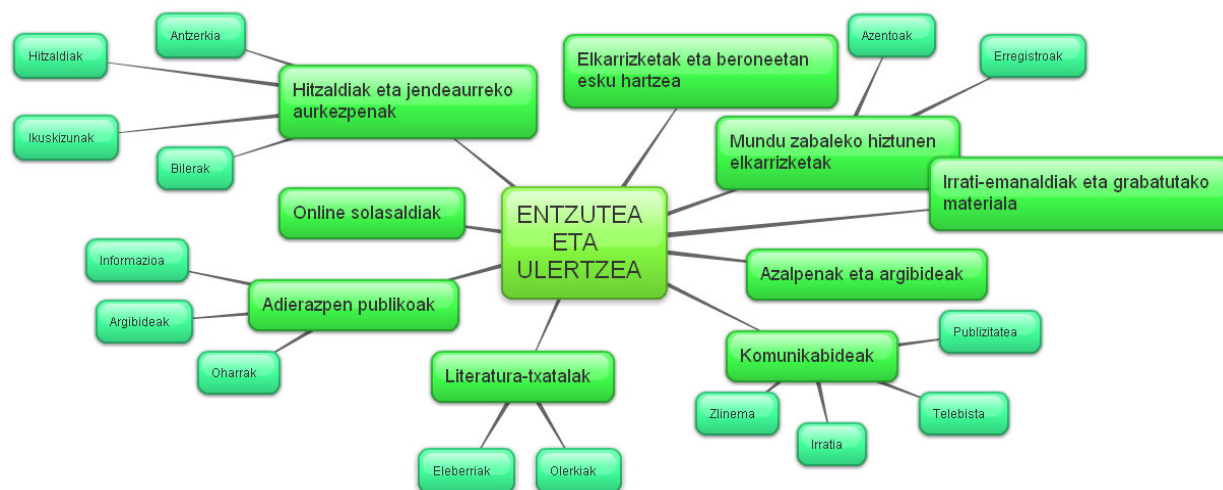 Antzerkia
Hitzaldiak
Hitzaldiak eta jendeaurreko
aurkezpenak
Ikuskizunak
Bilerak
Elkarrizketak eta beroneetan
esku hartzea
Azentoak
Erregistroak
Mundu zabaleko hiztunen
elkarrizketak
Irrati-emanaldiak eta grabatutako
materiala
Online solasaldiak
ENTZUTEA
ETA
ULERTZEA
Azalpenak eta argibideak
Informazioa
Argibideak
Adierazpen publikoak
Oharrak
Literatura-txatalak
Eleberriak
Olerkiak
Komunikabideak
Publizitatea
Zlinema
Irratia
Telebista